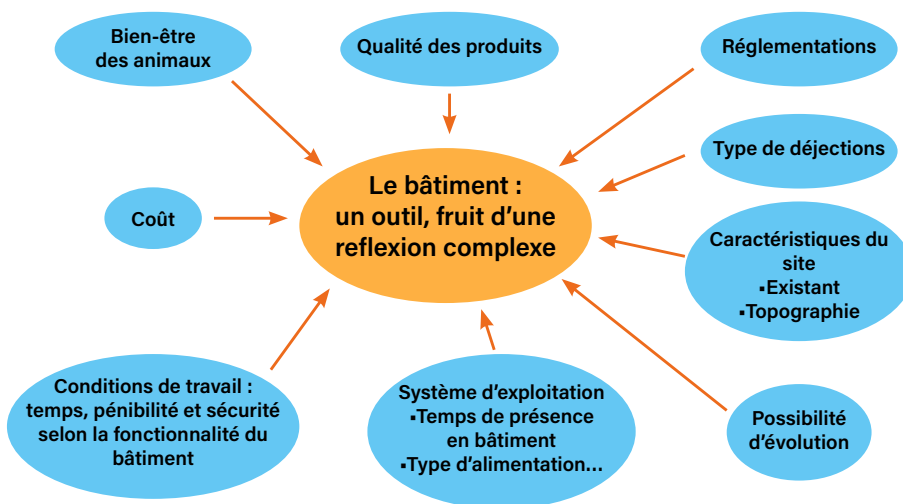 Bien-être
des animaux
Qualité des produits
Réglementations
Type de déjections
Le bâtiment :
un outil, fruit d'une
reflexion complexe
Coût
Caractéristiques du
site
▪Existant
▪Topographie
Conditions de travail :
temps, pénibilité et sécurité
selon la fonctionnalité du
bâtiment
Système d'exploitation
▪Temps de présence
en bâtiment
▪Type d'alimentation...
Possibilité
d'évolution